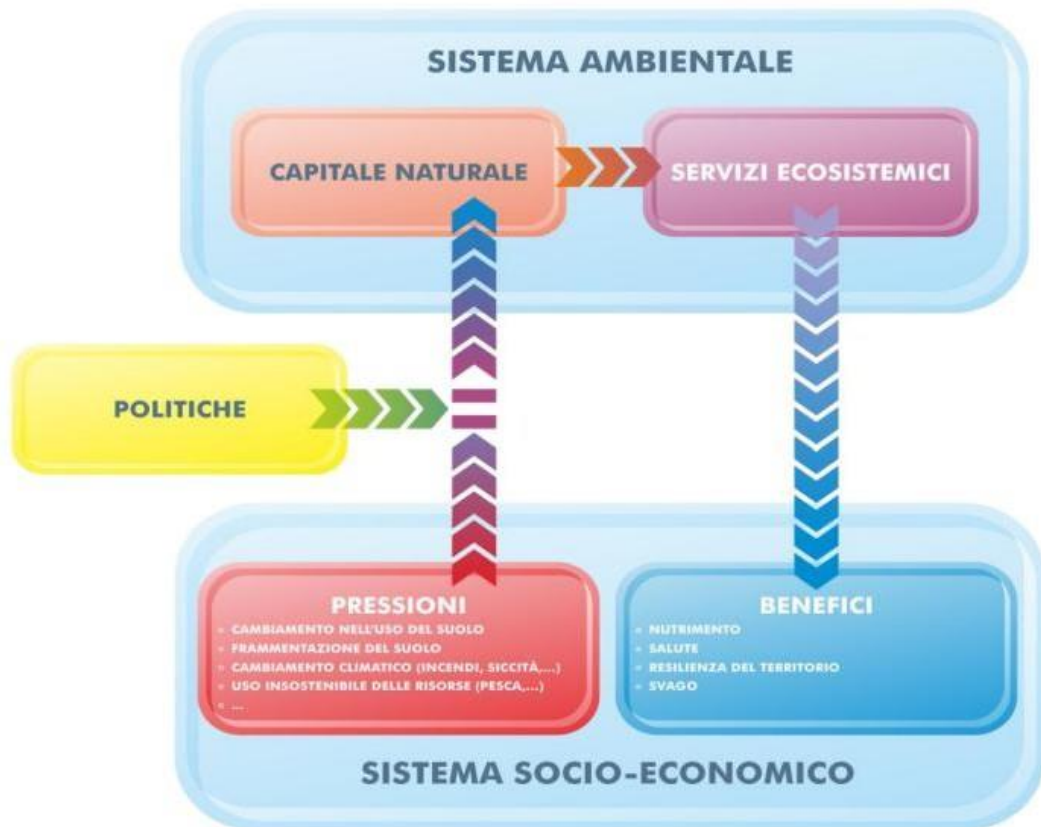 SISTEMA AMBIENTALE
CAPITALE NATURALE
SERVIZI ECOSISTEMICI
POLITICHE
PRESSIONI
CAMBIAMENTO NELL'USO DEL SUOLO
FRAMMENTAZIONE DEL SUOLO
CAMBIAMENTO CLIMATICO (INCENDI, SICCITÀ,...)
USO INSOSTENIBILE DELLE RISORSE (PESCA,...)
...
BENEFICI
NUTRIMENTO
SALUTE
RESILIENZA DEL TERRITORIO
SVAGO
SISTEMA SOCIO-ECONOMICO